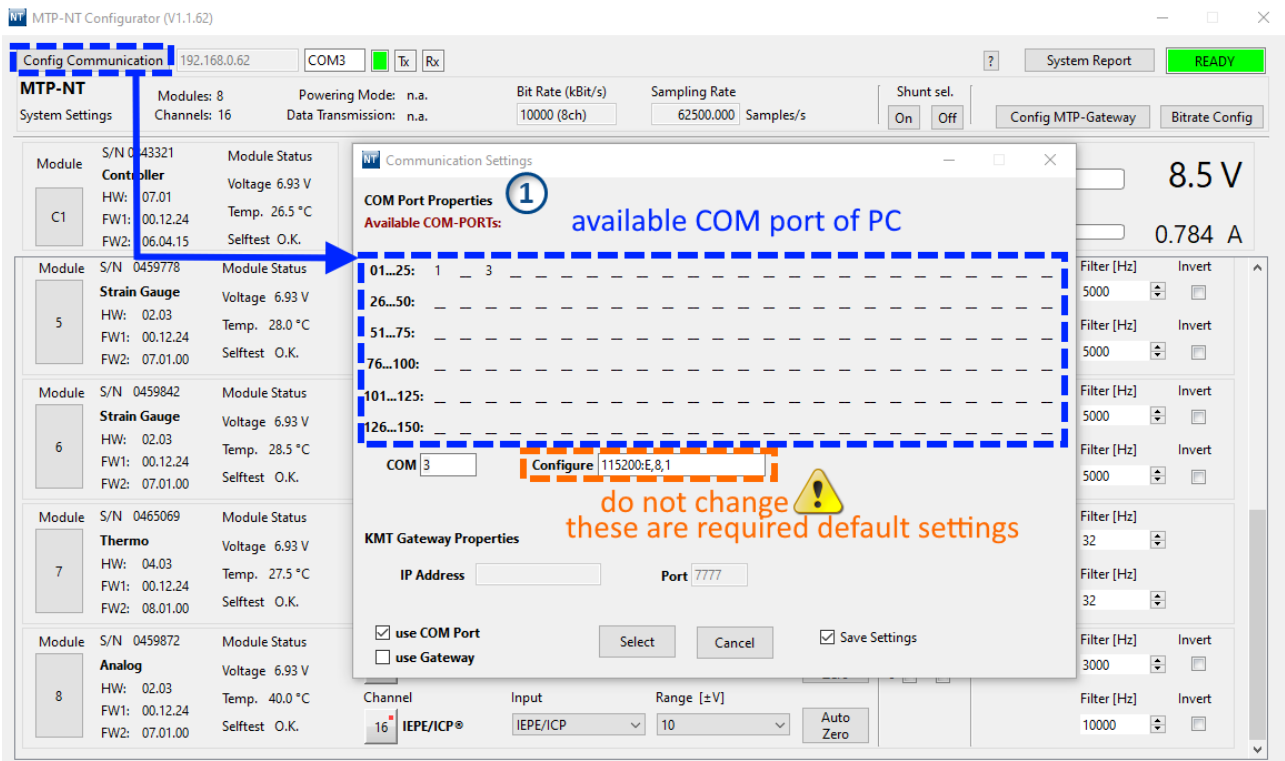 NT MTP-NT Configurator (V1.1.62)
Config Communication 192.168.0.62 COM3 Tx Rx ? System Report READY
MTP-NT Modules: 8 Powering Mode: n.a. Bit Rate (kBit/s) Sampling Rate Shunt sel.
System Settings Channels: 16 Data Transmission: n.a. 10000 (8ch) 62500.000 Samples/s On Off Config MTP-Gateway Bitrate Config
Module
C1
S/N
Controller
HW: 07.01
FW1: 00.12.24
FW2: 06.04.15
Module Status
Voltage 6.93 V
Temp. 26.5 °C
Selftest O.K.
8.5 V
0.784 A
Module
5
S/N 0459778
Strain Gauge
HW: 02.03
FW1: 00.12.24
FW2: 07.01.00
Module Status
Voltage 6.93 V
Temp. 28.0 °C
Selftest O.K.
Filter [Hz] Invert
5000
Filter [Hz] Invert
5000
Module
6
S/N 0459842
Strain Gauge
HW: 02.03
FW1: 00.12.24
FW2: 07.01.00
Module Status
Voltage 6.93 V
Temp. 28.5 °C
Selftest O.K.
Filter [Hz] Invert
5000
Filter [Hz] Invert
5000
Module
7
S/N 0465069
Thermo
HW: 04.03
FW1: 00.12.24
FW2: 08.01.00
Module Status
Voltage 6.93 V
Temp. 27.5 °C
Selftest O.K.
Filter [Hz]
32
Filter [Hz]
32
Module
8
S/N 0459872
Analog
HW: 02.03
FW1: 00.12.24
FW2: 07.01.00
Module Status
Voltage 6.93 V
Temp. 40.0 °C
Selftest O.K.
Channel Input Range [±V]
16 IEPE/ICP® IEPE/ICP 10 Auto Zero
Filter [Hz] Invert
3000
Filter [Hz] Invert
10000
NT Communication Settings
COM Port Properties
1
Available COM-PORTs:
available COM port of PC
01...25: 1 _ 3 _ _ _ _ _ _ _ _ _ _ _ _ _ _ _ _ _ _ _ _ _ _
26...50: _ _ _ _ _ _ _ _ _ _ _ _ _ _ _ _ _ _ _ _ _ _ _ _ _
51...75: _ _ _ _ _ _ _ _ _ _ _ _ _ _ _ _ _ _ _ _ _ _ _ _ _
76...100: _ _ _ _ _ _ _ _ _ _ _ _ _ _ _ _ _ _ _ _ _ _ _ _ _
101...125: _ _ _ _ _ _ _ _ _ _ _ _ _ _ _ _ _ _ _ _ _ _ _ _ _
126...150: _ _ _ _ _ _ _ _ _ _ _ _ _ _ _ _ _ _ _ _ _ _ _ _ _
COM 3 Configure 115200:E,8,1
do not change
these are required default settings
KMT Gateway Properties
IP Address Port 7777
use COM Port
use Gateway
Select Cancel Save Settings